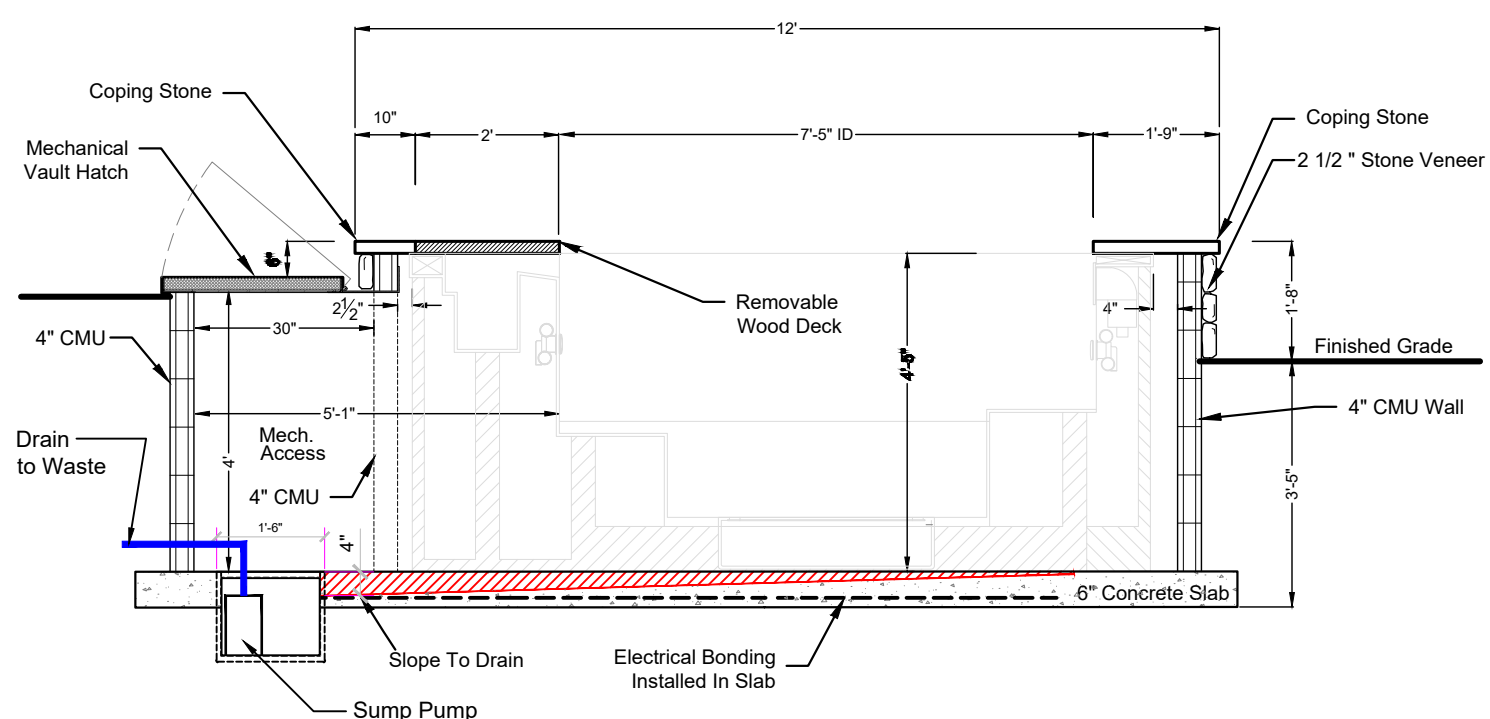 12'
Coping Stone
10"
2'
7'-5" ID
1'-9"
Coping Stone
Mechanical
Vault Hatch
2 1/2 " Stone Veneer
6"
Removable
Wood Deck
2½"
4"
1'-8"
30"
4" CMU
4'-5"
Finished Grade
5'-1"
4" CMU Wall
Drain
to Waste
Mech.
Access
4'
4" CMU
3'-5"
1'-6"
4"
6" Concrete Slab
Slope To Drain
Electrical Bonding
Installed In Slab
Sump Pump